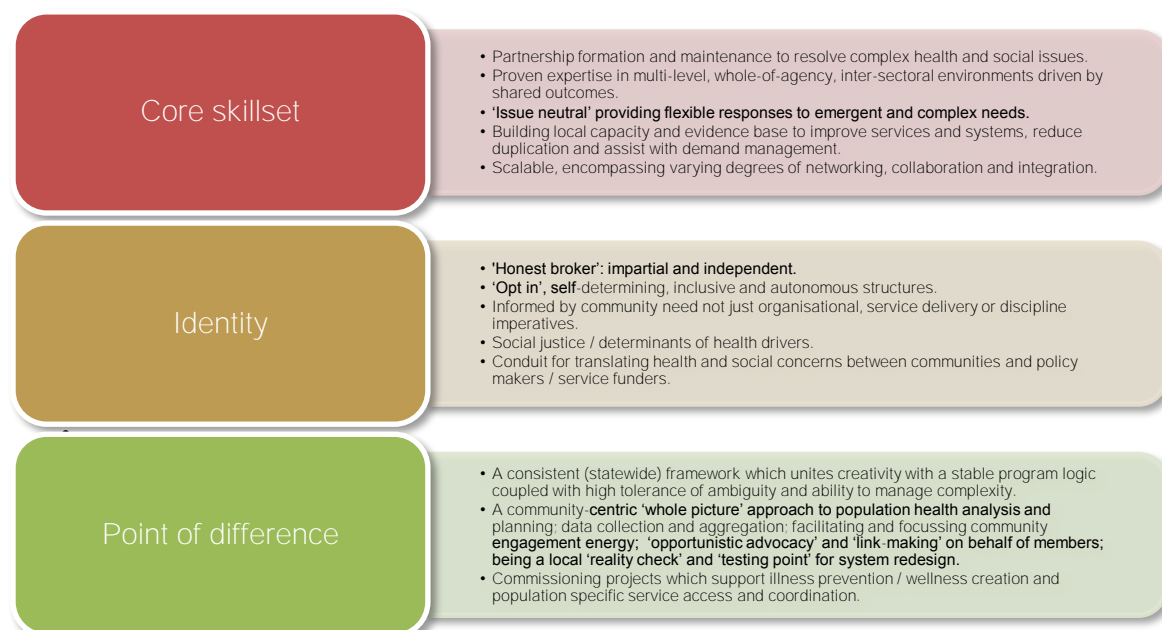 Core skillset
• Partnership formation and maintenance to resolve complex health and social issues.
• Proven expertise in multi-level, whole-of-agency, inter-sectoral environments driven by
shared outcomes.
• ‘Issue neutral’ providing flexible responses to emergent and complex needs.
• Building local capacity and evidence base to improve services and systems, reduce
duplication and assist with demand management.
• Scalable, encompassing varying degrees of networking, collaboration and integration.
Identity
• 'Honest broker’: impartial and independent.
• ‘Opt in’, self-determining, inclusive and autonomous structures.
• Informed by community need not just organisational, service delivery or discipline
imperatives.
• Social justice / determinants of health drivers.
• Conduit for translating health and social concerns between communities and policy
makers / service funders.
Point of difference
• A consistent (statewide) framework which unites creativity with a stable program logic
coupled with high tolerance of ambiguity and ability to manage complexity.
• A community-centric ‘whole picture’ approach to population health analysis and
planning; data collection and aggregation; facilitating and focussing community
engagement energy; ‘opportunistic advocacy’ and ‘link-making’ on behalf of members;
being a local ‘reality check’ and ‘testing point’ for system redesign.
• Commissioning projects which support illness prevention / wellness creation and
population specific service access and coordination.